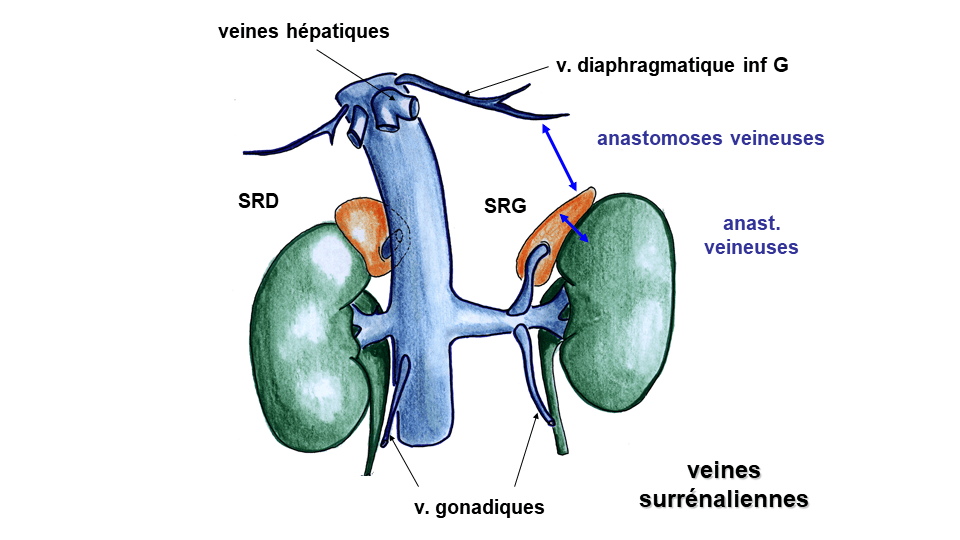 veines hépatiques
v. diaphragmatique inf G
anastomoses veineuses
SRD
SRG
anast.
veineuses
veines
surrénaliennes
v. gonadiques